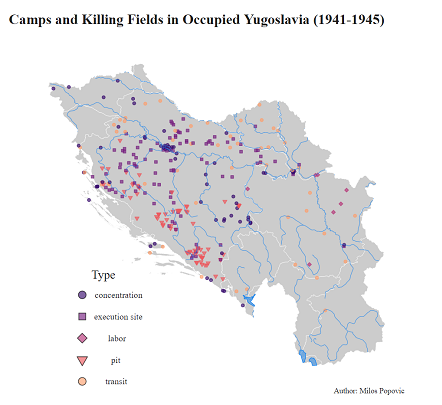 Camps and Killing Fields in Occupied Yugoslavia (1941-1945)
Type
concentration
execution site
labor
pit
transit
Author: Milos Popovic